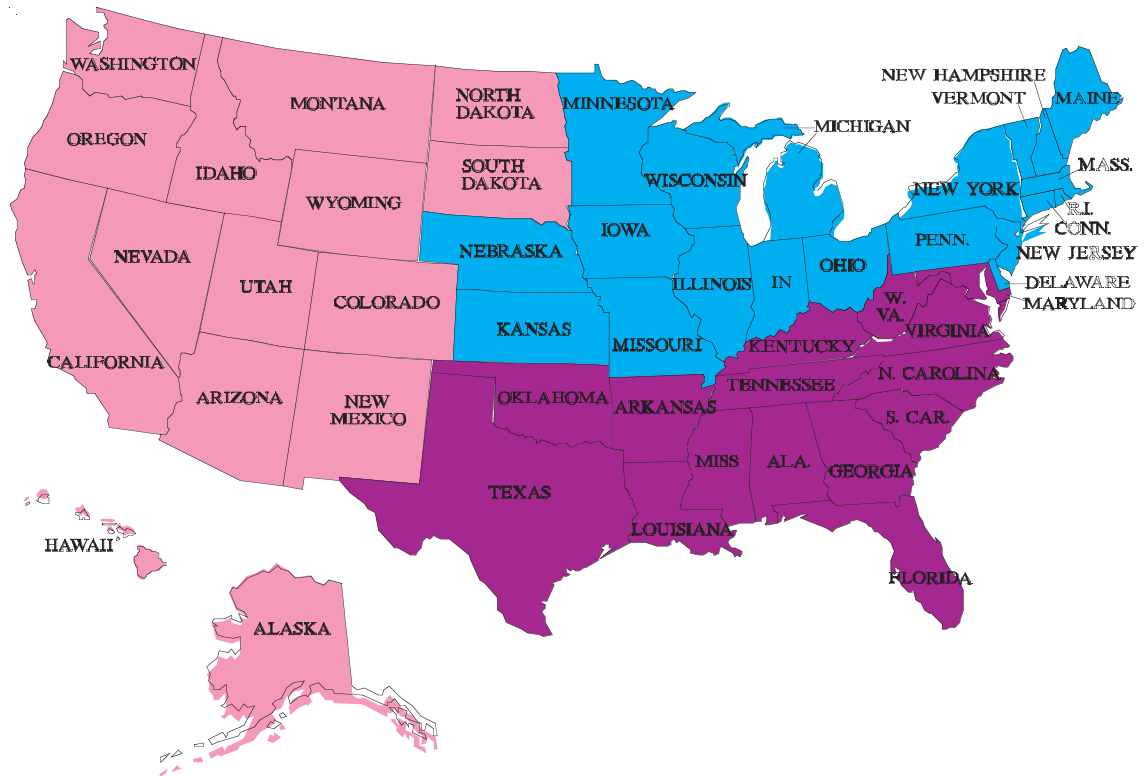 WASHINGTON
OREGON
IDAHO
MONTANA
WYOMING
NORTH
DAKOTA
SOUTH
DAKOTA
NEVADA
UTAH
COLORADO
CALIFORNIA
ARIZONA
NEW
MEXICO
HAWAII
ALASKA
MINNESOTA
WISCONSIN
MICHIGAN
IOWA
NEBRASKA
KANSAS
MISSOURI
ILLINOIS
IN
OHIO
PENN.
NEW YORK
NEW HAMPSHIRE
VERMONT
MAINE
MASS.
R.I.
CONN.
NEW JERSEY
DELAWARE
MARYLAND
W.
VA.
VIRGINIA
KENTUCKY
TENNESSEE
N. CAROLINA
S. CAR.
OKLAHOMA
ARKANSAS
TEXAS
LOUISIANA
MISS
ALA.
GEORGIA
FLORIDA